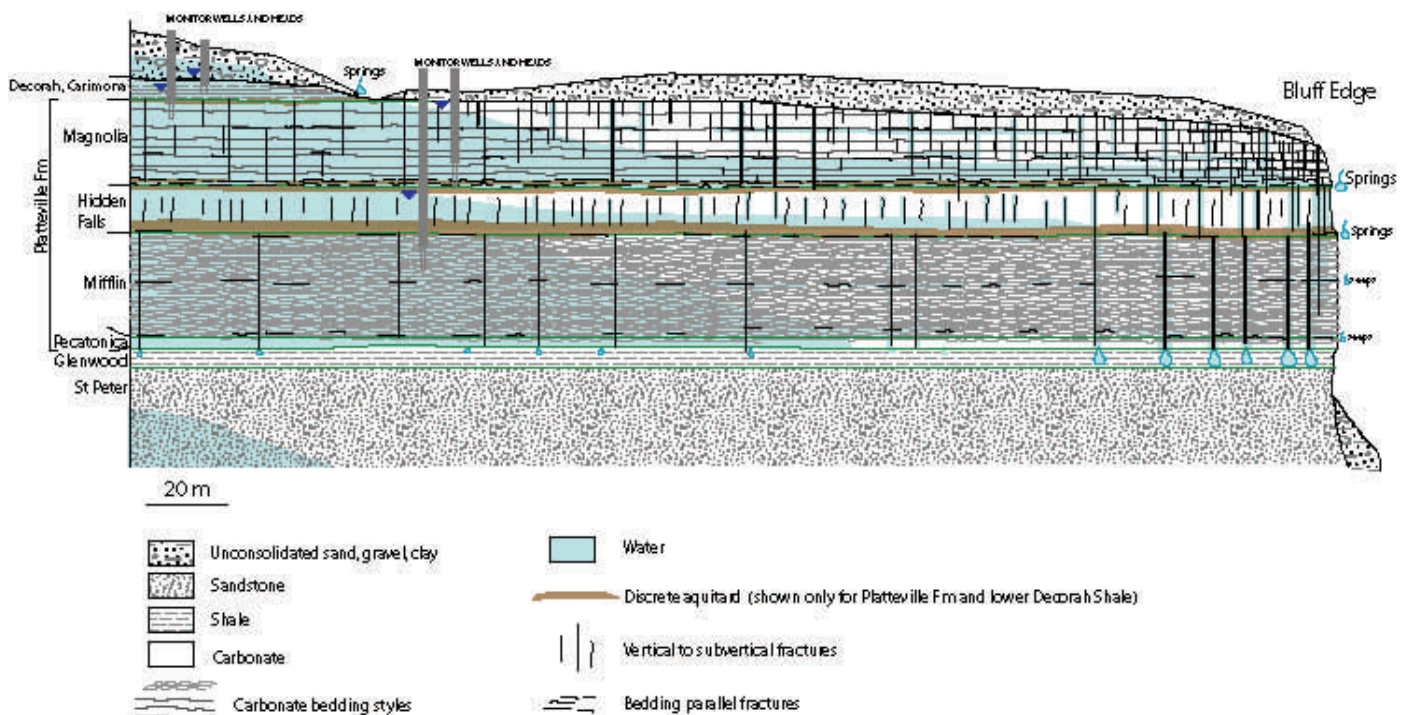 MONITOR WELLS AND HEADS
MONITOR WELLS AND HEADS
Springs
Decorah, Carimona
Bluff Edge
Magnolia
Platteville Fm
Springs
Hidden
Falls
Springs
Mifflin
seeps
Pecatonica
seeps
Glenwood
St Peter
20 m
Unconsolidated sand, gravel, clay
Water
Sandstone
Discrete aquitard (shown only for Platteville Fm and lower Decorah Shale)
Shale
Vertical to subvertical fractures
Carbonate
Carbonate bedding styles
Bedding parallel fractures